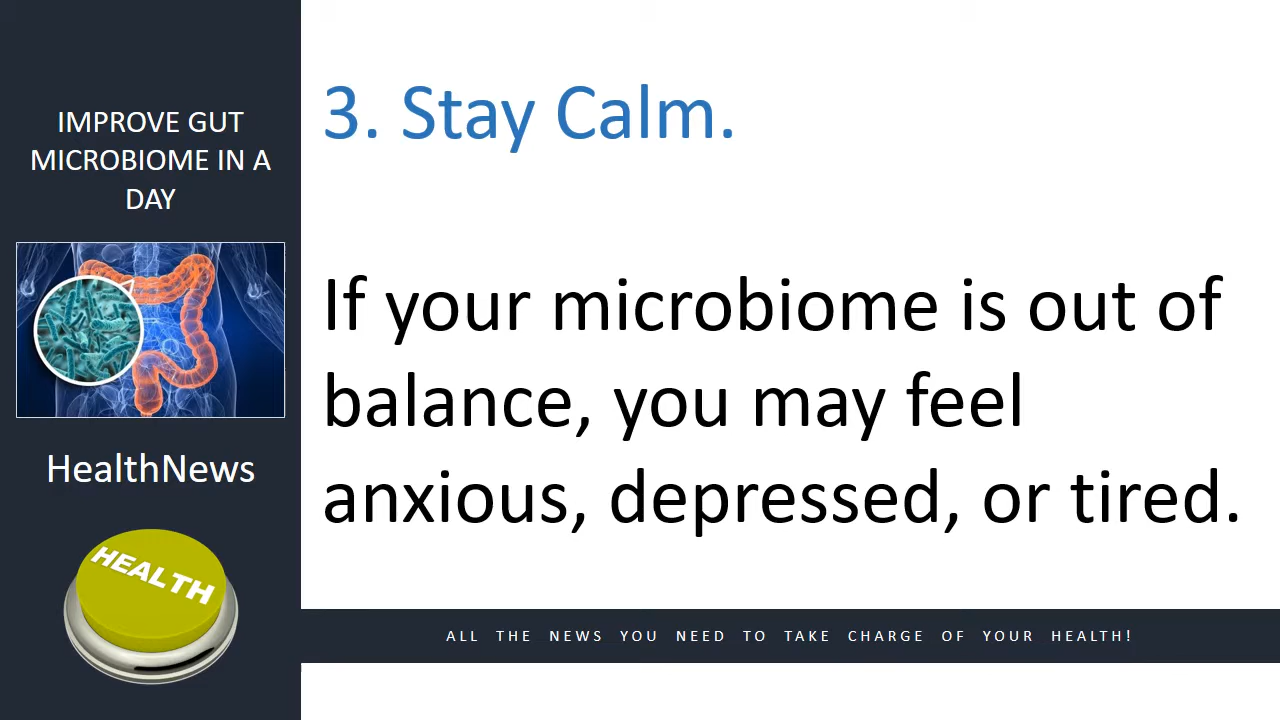 IMPROVE GUT
MICROBIOME IN A
DAY
HealthNews
HEALTH
3. Stay Calm.
If your microbiome is out of
balance, you may feel
anxious, depressed, or tired.
ALL THE NEWS YOU NEED TO TAKE CHARGE OF YOUR HEALTH!